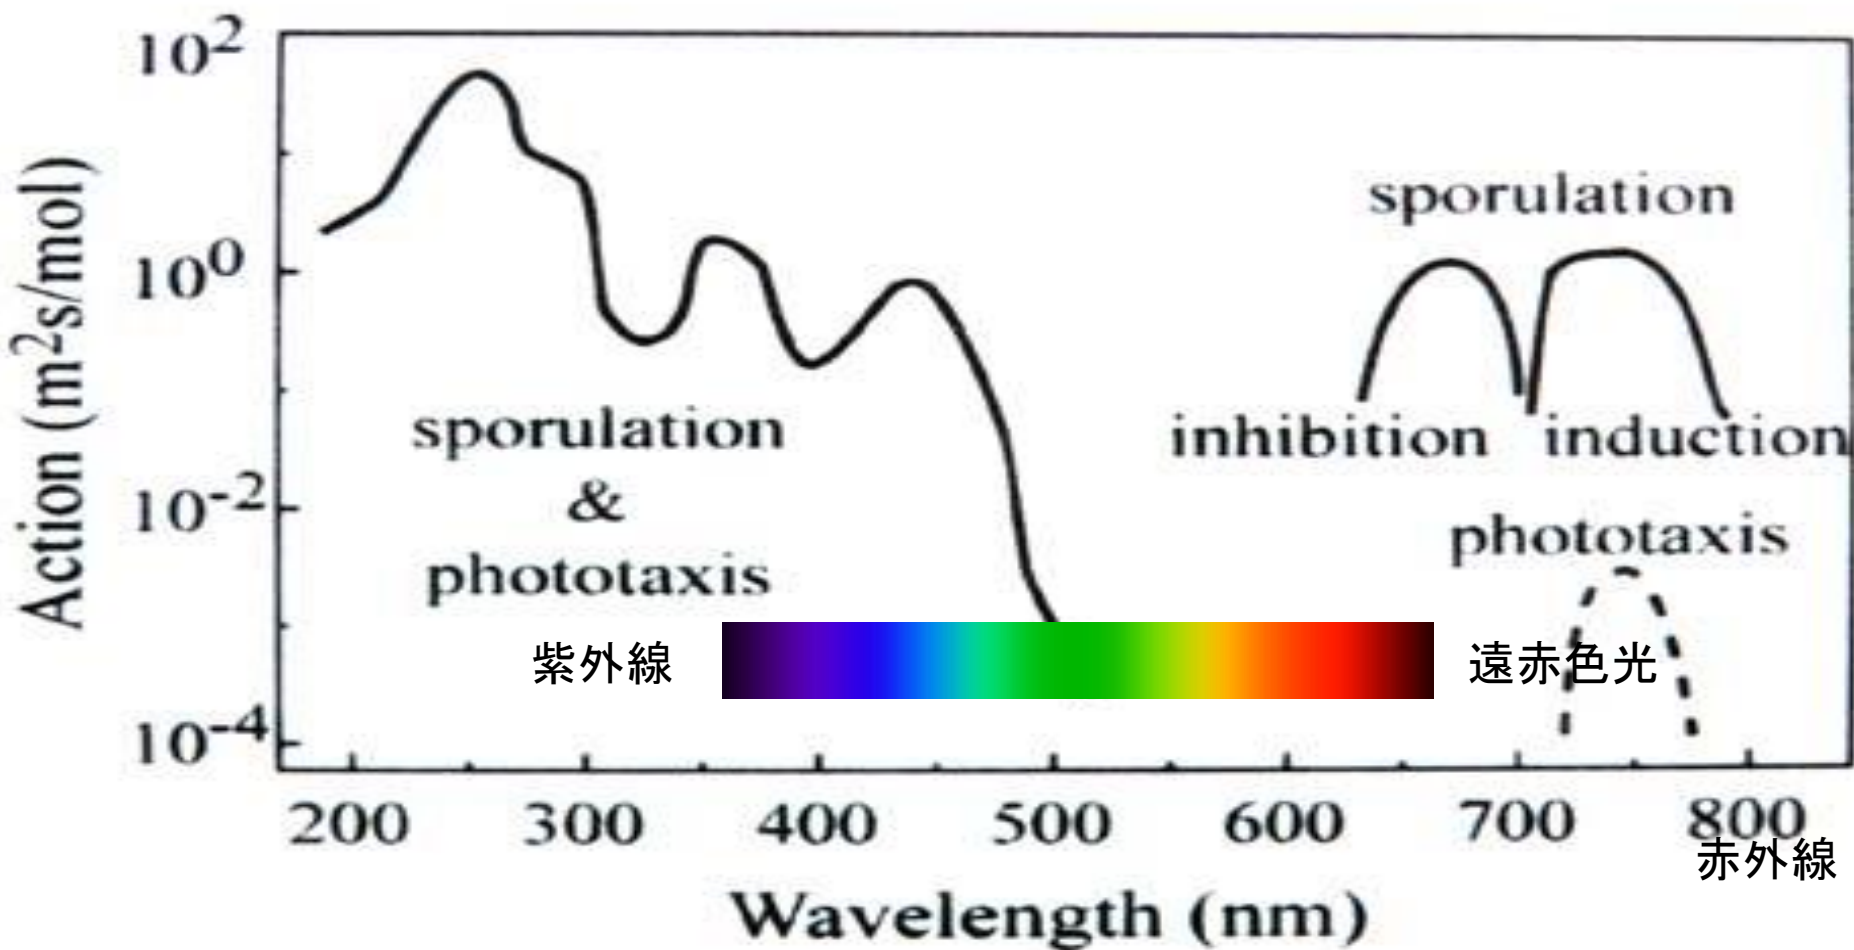 10²
10⁰
10⁻²
10⁻⁴
Action (m²s/mol)
sporulation
&
phototaxis
sporulation
inhibition induction
phototaxis
紫外線
遠赤色光
200 300 400 500 600 700 800
赤外線
Wavelength (nm)